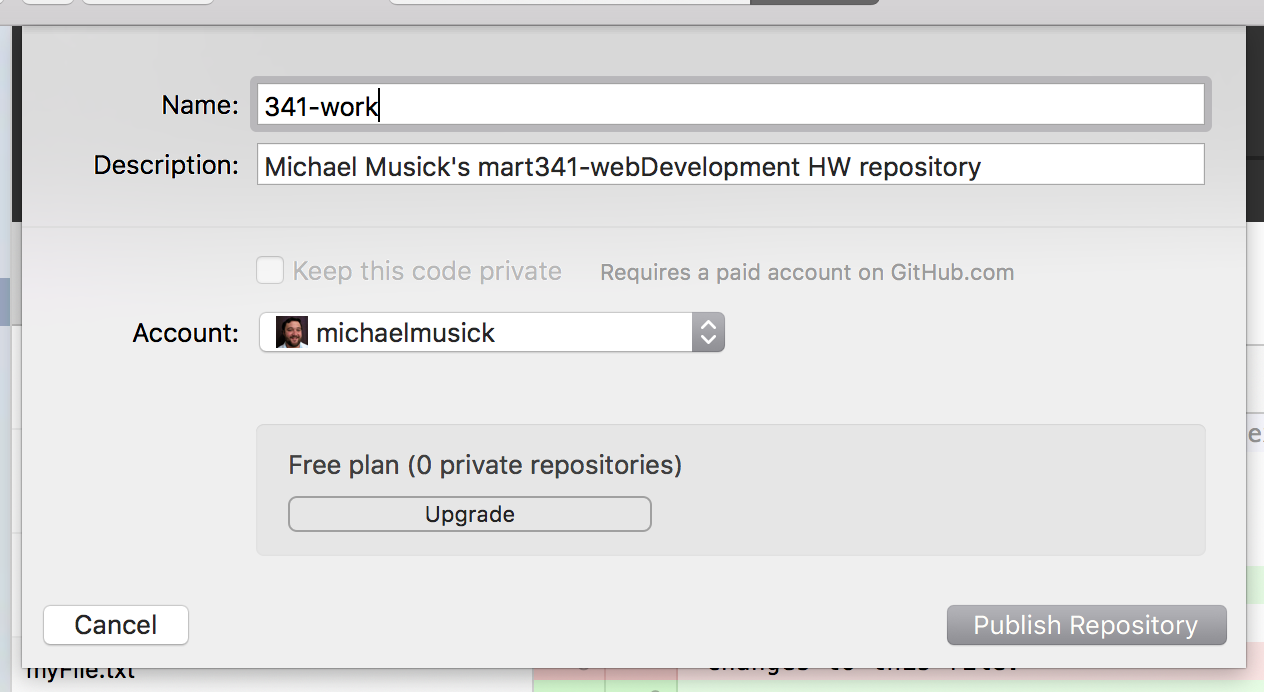 Name: 341-work
Description: Michael Musick's mart341-webDevelopment HW repository
Keep this code private Requires a paid account on GitHub.com
Account: michaelmusick
Free plan (0 private repositories)
Upgrade
Cancel Publish Repository
myFile.txt changes to this file.